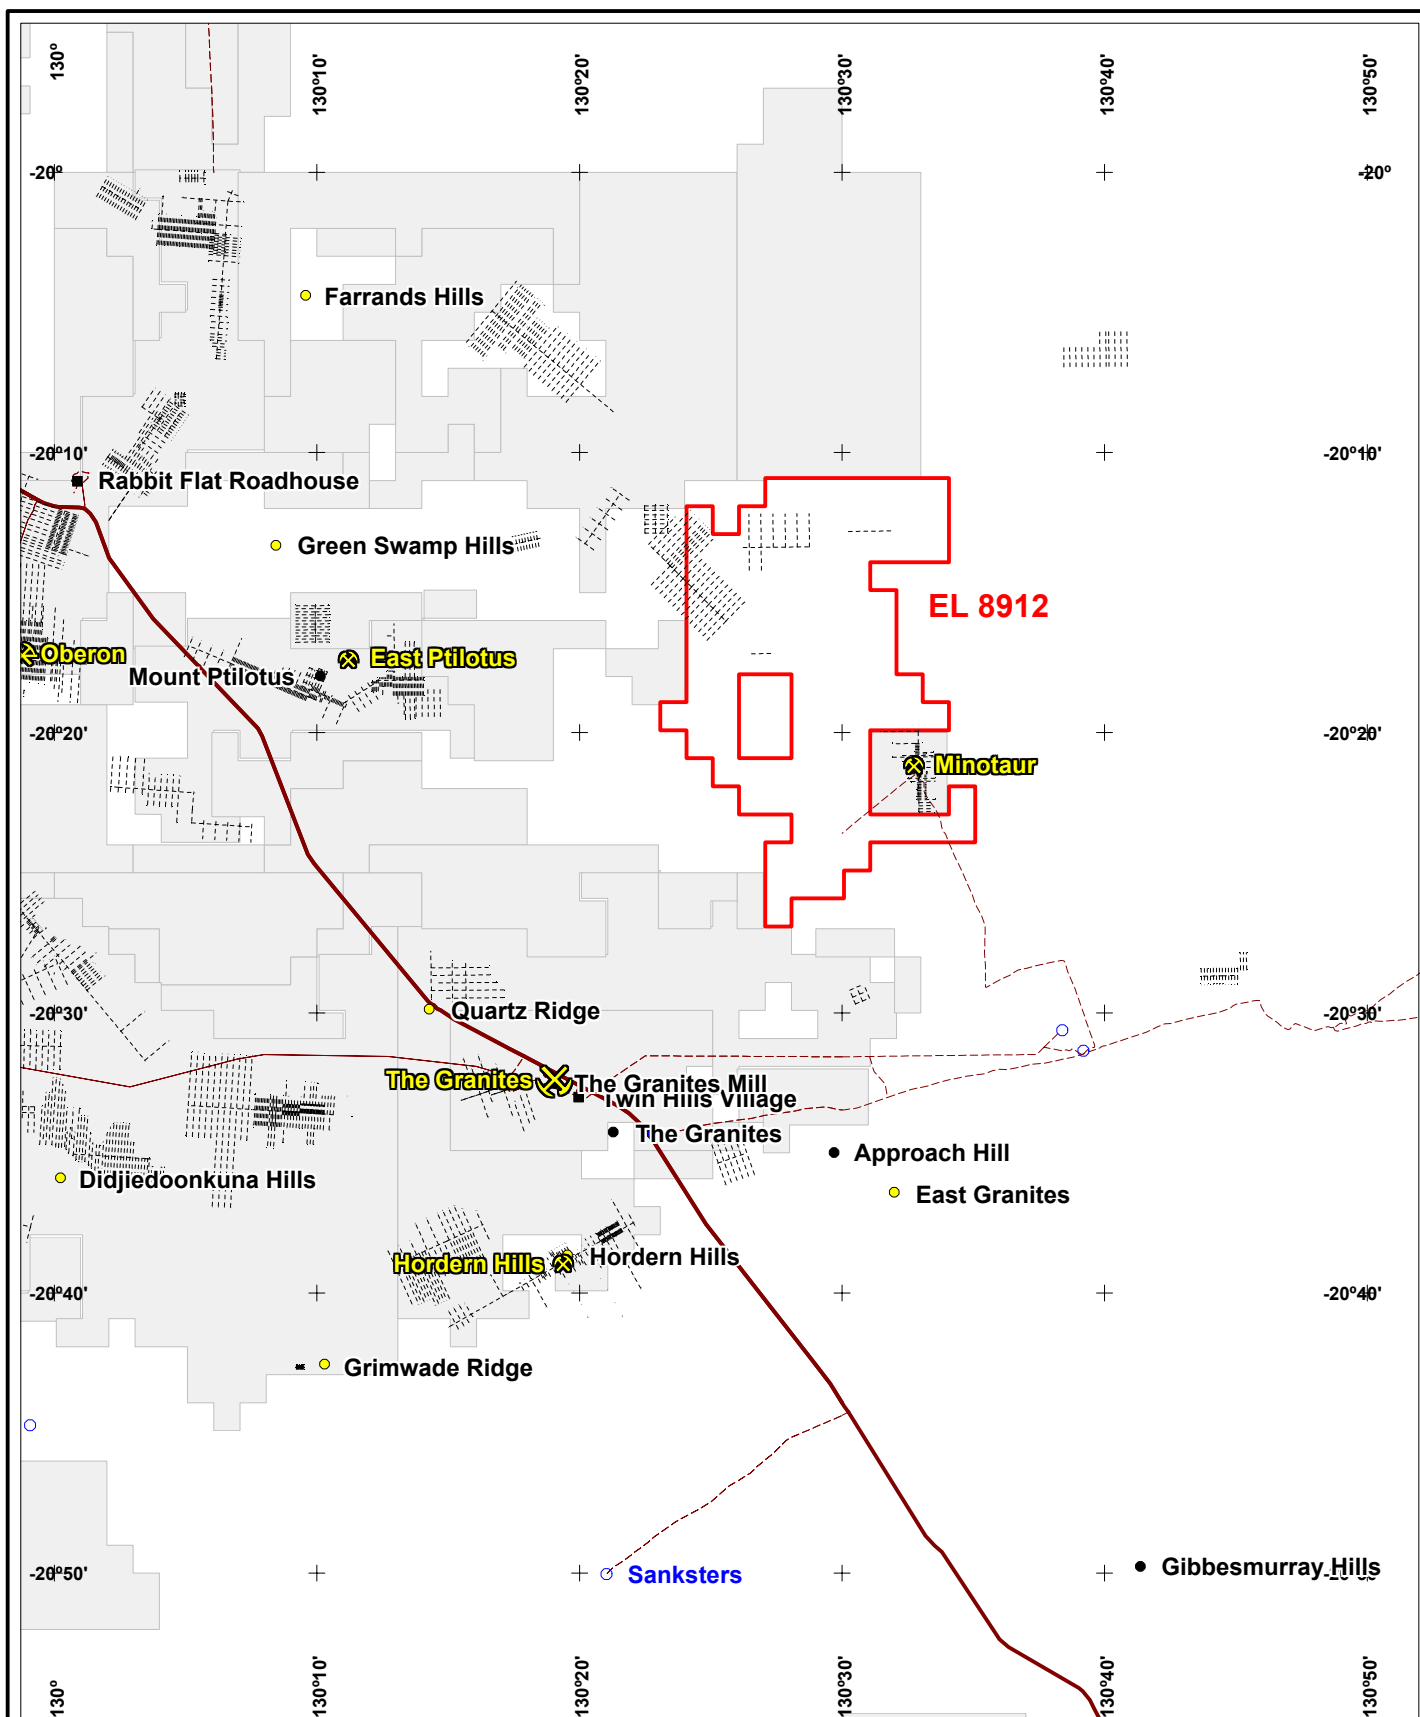 130°
130°10'
130°20'
130°30'
130°40'
130°50'
-20°
-20°
Farrands Hills
-20°10'
-20°10'
Rabbit Flat Roadhouse
Green Swamp Hills
EL 8912
Oberon
East Ptilotus
Mount Ptilotus
-20°20'
-20°20'
Minotaur
-20°30'
-20°30'
Quartz Ridge
The Granites
The Granites Mill
Twin Hills Village
The Granites
Approach Hill
Didjiedoonkuna Hills
East Granites
Hordern Hills
Hordern Hills
-20°40'
-20°40'
Grimwade Ridge
-20°50'
Sanksters
Gibbesmurray Hills
130°
130°10'
130°20'
130°30'
130°40'
130°50'